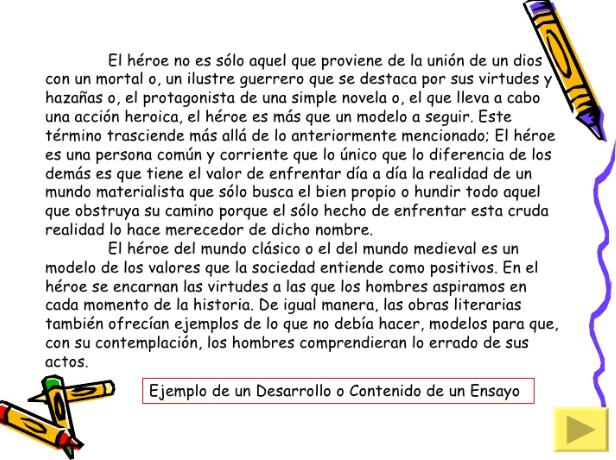 El héroe no es sólo aquel que proviene de la unión de un dios
con un mortal o, un ilustre guerrero que se destaca por sus virtudes y
hazañas o, el protagonista de una simple novela o, el que lleva a cabo
una acción heroica, el héroe es más que un modelo a seguir. Este
término trasciende más allá de lo anteriormente mencionado; El héroe
es una persona común y corriente que lo único que lo diferencia de los
demás es que tiene el valor de enfrentar día a día la realidad de un
mundo materialista que sólo busca el bien propio o hundir todo aquel
que obstruya su camino porque el sólo hecho de enfrentar esta cruda
realidad lo hace merecedor de dicho nombre.
El héroe del mundo clásico o el del mundo medieval es un
modelo de los valores que la sociedad entiende como positivos. En el
héroe se encarnan las virtudes a las que los hombres aspiramos en
cada momento de la historia. De igual manera, las obras literarias
también ofrecían ejemplos de lo que no debía hacer, modelos para que,
con su contemplación, los hombres comprendieran lo errado de sus
actos.
Ejemplo de un Desarrollo o Contenido de un Ensayo